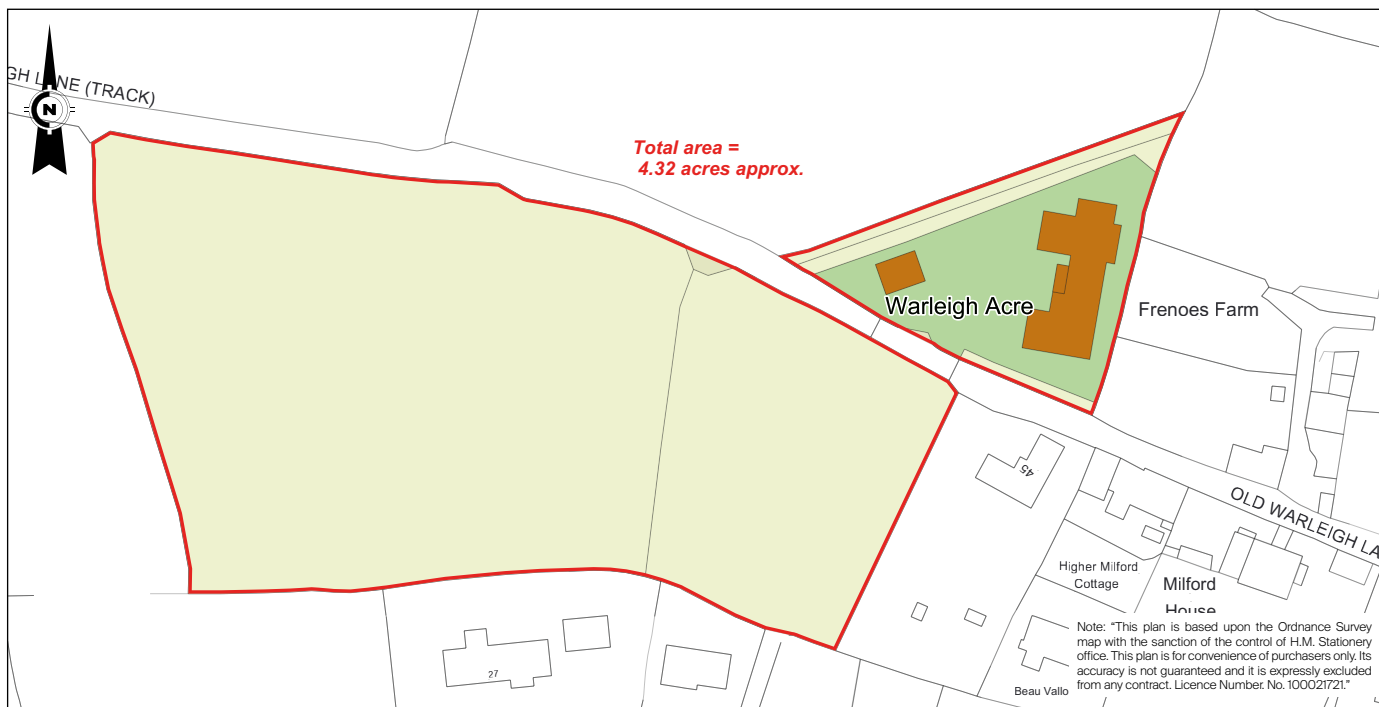 GH LANE (TRACK)
N
Total area =
4.32 acres approx.
Warleigh Acre
Frenoes Farm
45
OLD WARLEIGH LA
Higher Milford
Cottage
Milford
House
27
Beau Vallo
Note: “This plan is based upon the Ordnance Survey
map with the sanction of the control of H.M. Stationery
office. This plan is for convenience of purchasers only. Its
accuracy is not guaranteed and it is expressly excluded
from any contract. Licence Number. No. 100021721.”